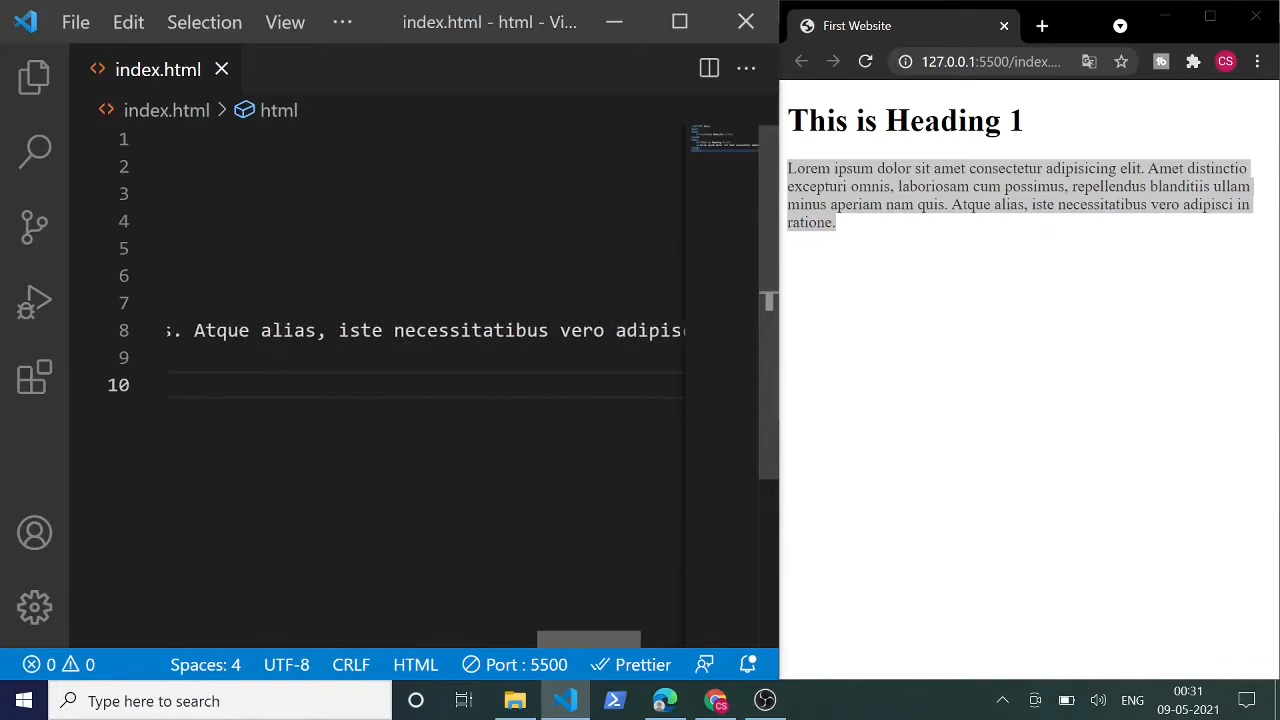 File Edit Selection View ··· index.html - html - Vi...
index.html
index.html > html
1
2
3
4
5
6
7
8 s. Atque alias, iste necessitatibus vero adipisc
9
10
0 0 Spaces: 4 UTF-8 CRLF HTML Port : 5500 Prettier
First Website
127.0.0.1:5500/index.... CS
This is Heading 1
Lorem ipsum dolor sit amet consectetur adipisicing elit. Amet distinctio
excepturi omnis, laboriosam cum possimus, repellendus blanditiis ullam
minus aperiam nam quis. Atque alias, iste necessitatibus vero adipisci in
ratione.
Type here to search
ENG
00:31
09-05-2021